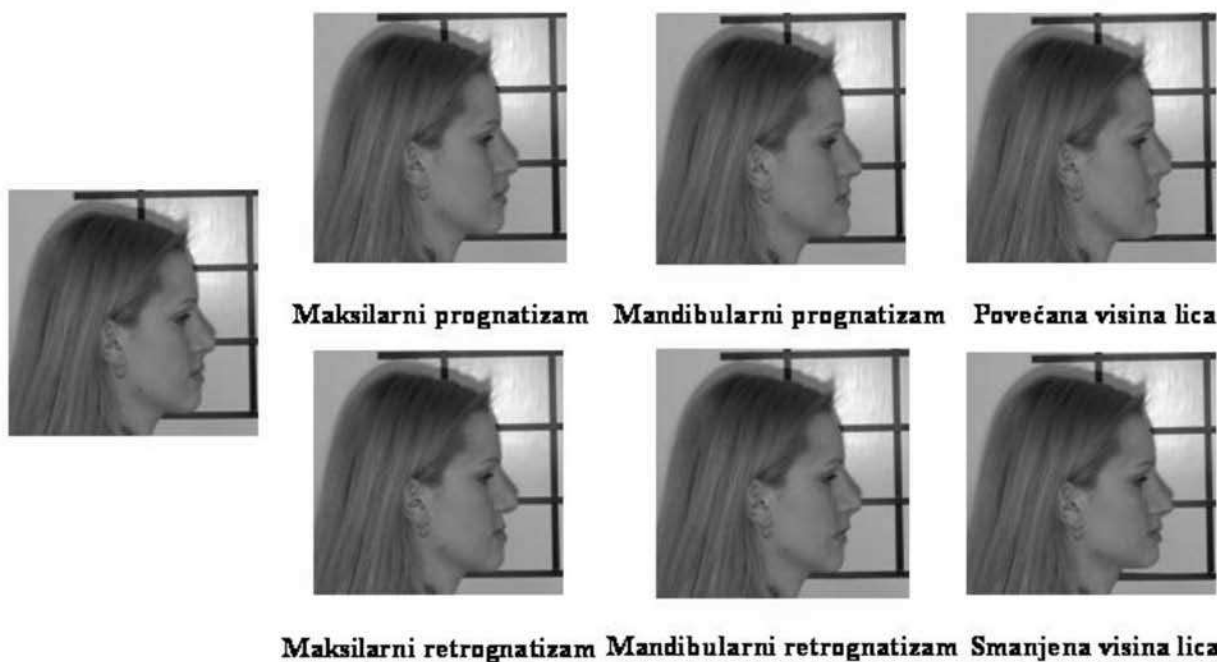 Maksilarni prognatizam Mandibularni prognatizam Povećana visina lica
Maksilarni retrognatizam Mandibularni retrognatizam Smanjena visina lica